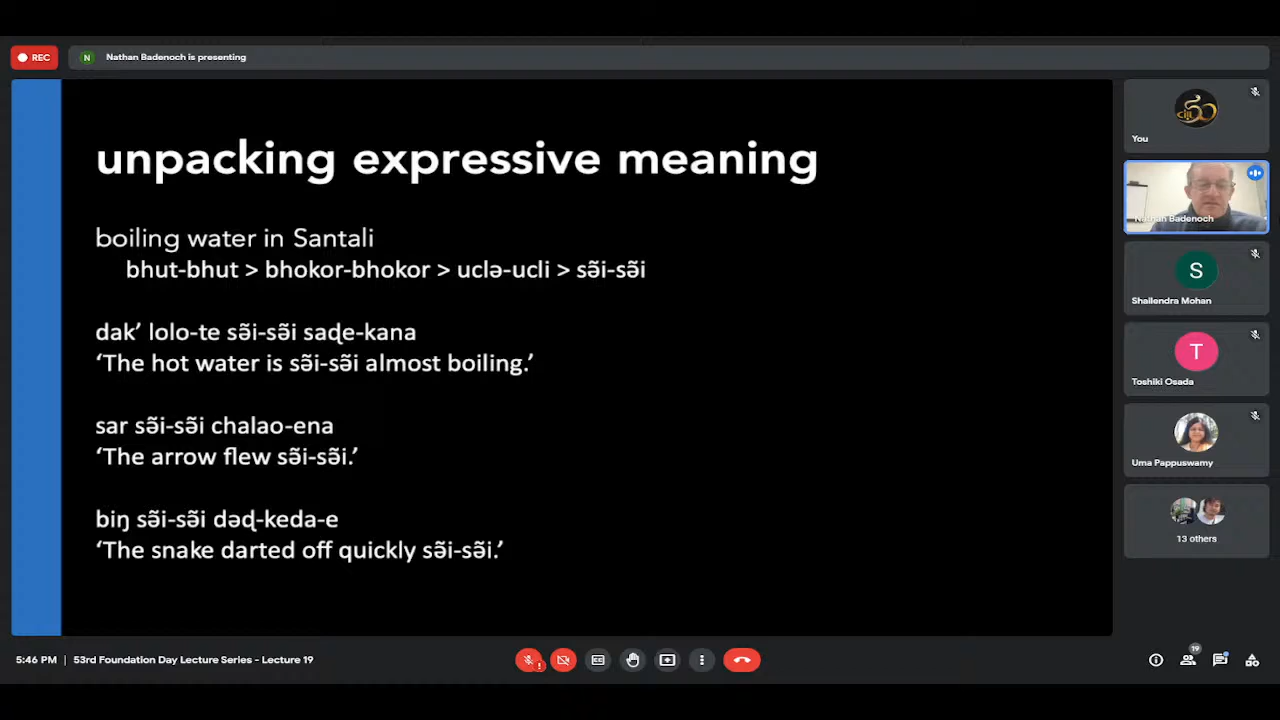 REC
N
Nathan Badenoch is presenting
unpacking expressive meaning
boiling water in Santali
bhut-bhut > bhokor-bhokor > uclə-ucli > sə̃i-sə̃i
dak’ lolo-te sə̃i-sə̃i saɖe-kana
‘The hot water is sə̃i-sə̃i almost boiling.’
sar sə̃i-sə̃i chalao-ena
‘The arrow flew sə̃i-sə̃i.’
biŋ sə̃i-sə̃i dəɖ-keda-e
‘The snake darted off quickly sə̃i-sə̃i.’
You
Nathan Badenoch
S
Shailendra Mohan
T
Toshiki Osada
Uma Pappuswamy
13 others
5:46 PM | 53rd Foundation Day Lecture Series - Lecture 19
19